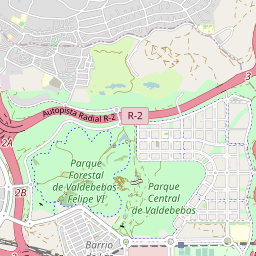 3
Autopista Radial R-2
R-2
2A
Parque
Forestal
de Valdebebas
Felipe VI
Parque
Central
de Valdebebas
2B
Barrio